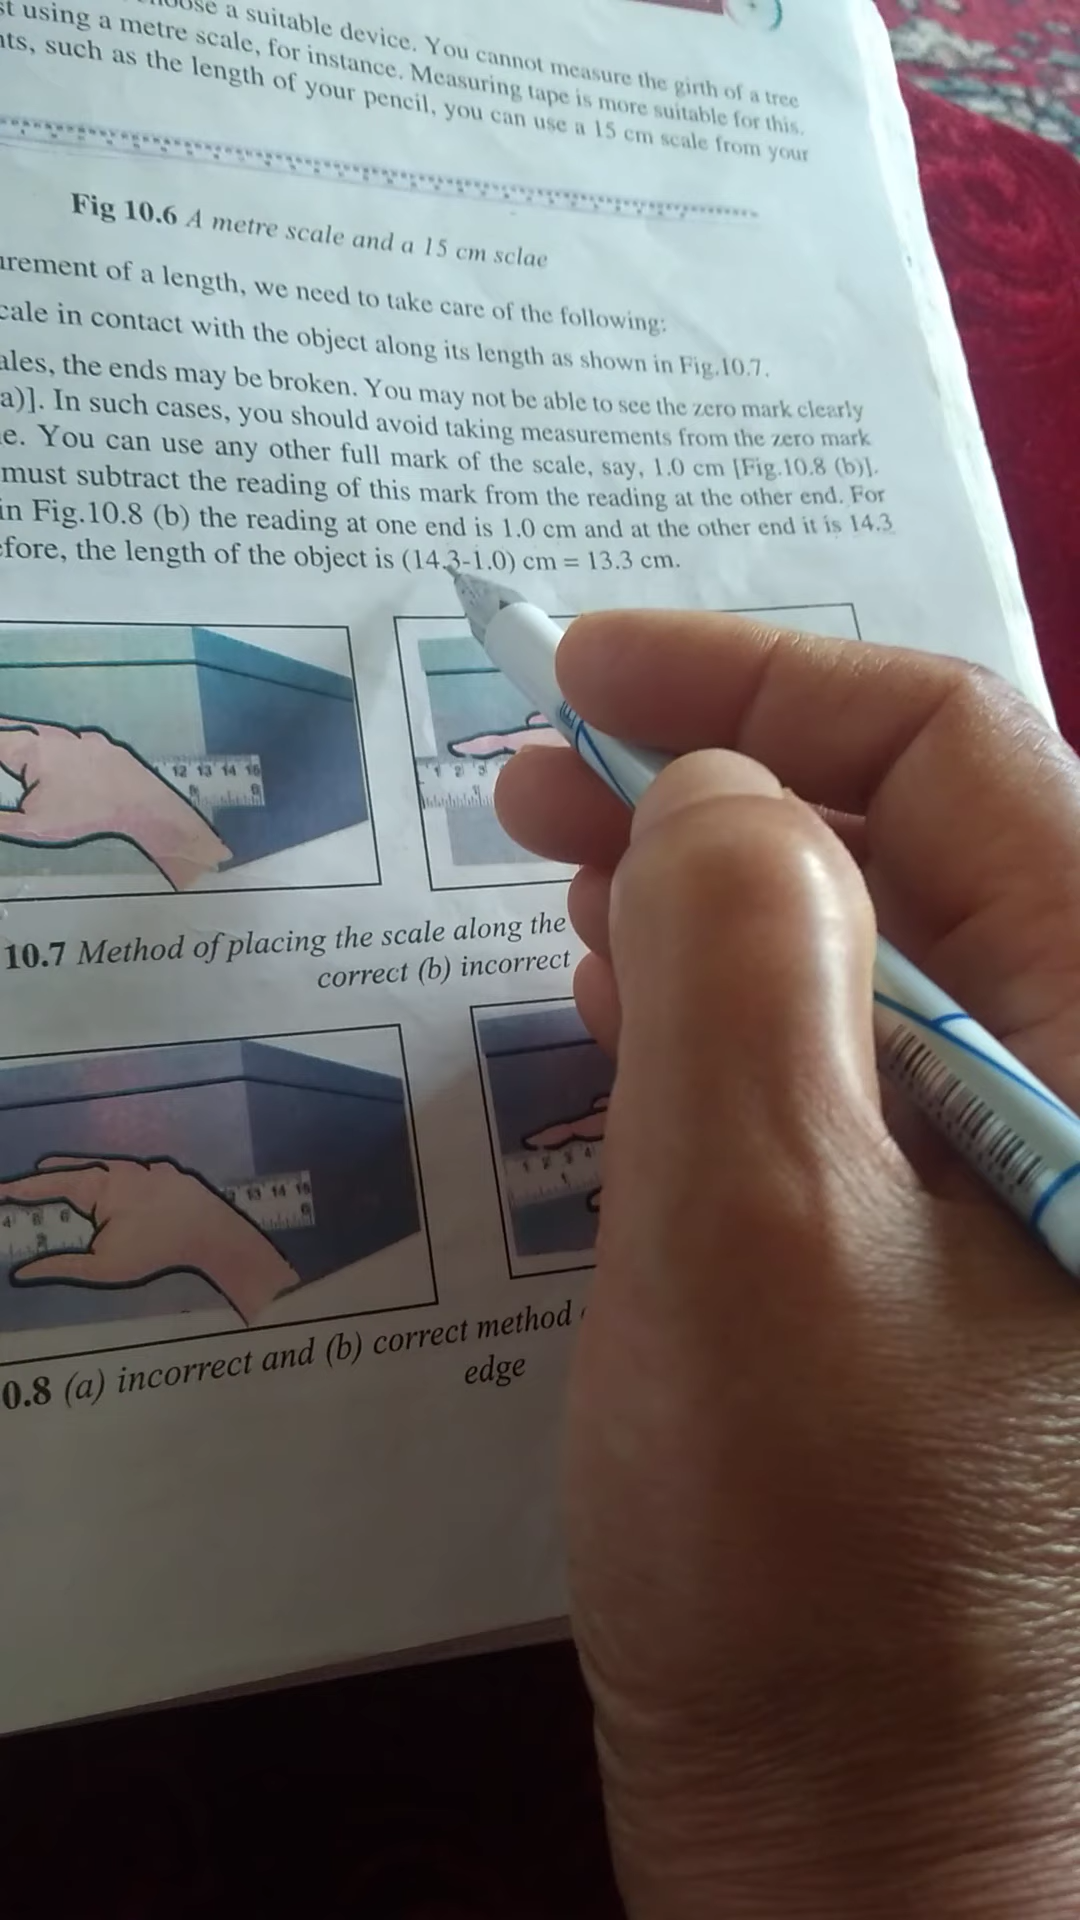 a suitable device. You cannot measure the girth of a tree
using a metre scale, for instance. Measuring tape is more suitable for this.
such as the length of your pencil, you can use a 15 cm scale from your
Fig 10.6 A metre scale and a 15 cm sclae
rement of a length, we need to take care of the following:
cale in contact with the object along its length as shown in Fig.10.7.
ales, the ends may be broken. You may not be able to see the zero mark clearly
a)]. In such cases, you should avoid taking measurements from the zero mark
e. You can use any other full mark of the scale, say, 1.0 cm [Fig.10.8 (b)].
must subtract the reading of this mark from the reading at the other end. For
in Fig.10.8 (b) the reading at one end is 1.0 cm and at the other end it is 14.3
fore, the length of the object is (14.3-1.0) cm = 13.3 cm.
12 13 14 15
1 2 3
10.7 Method of placing the scale along the
correct (b) incorrect
13 14 15
1 2 3 4
0.8 (a) incorrect and (b) correct method
edge